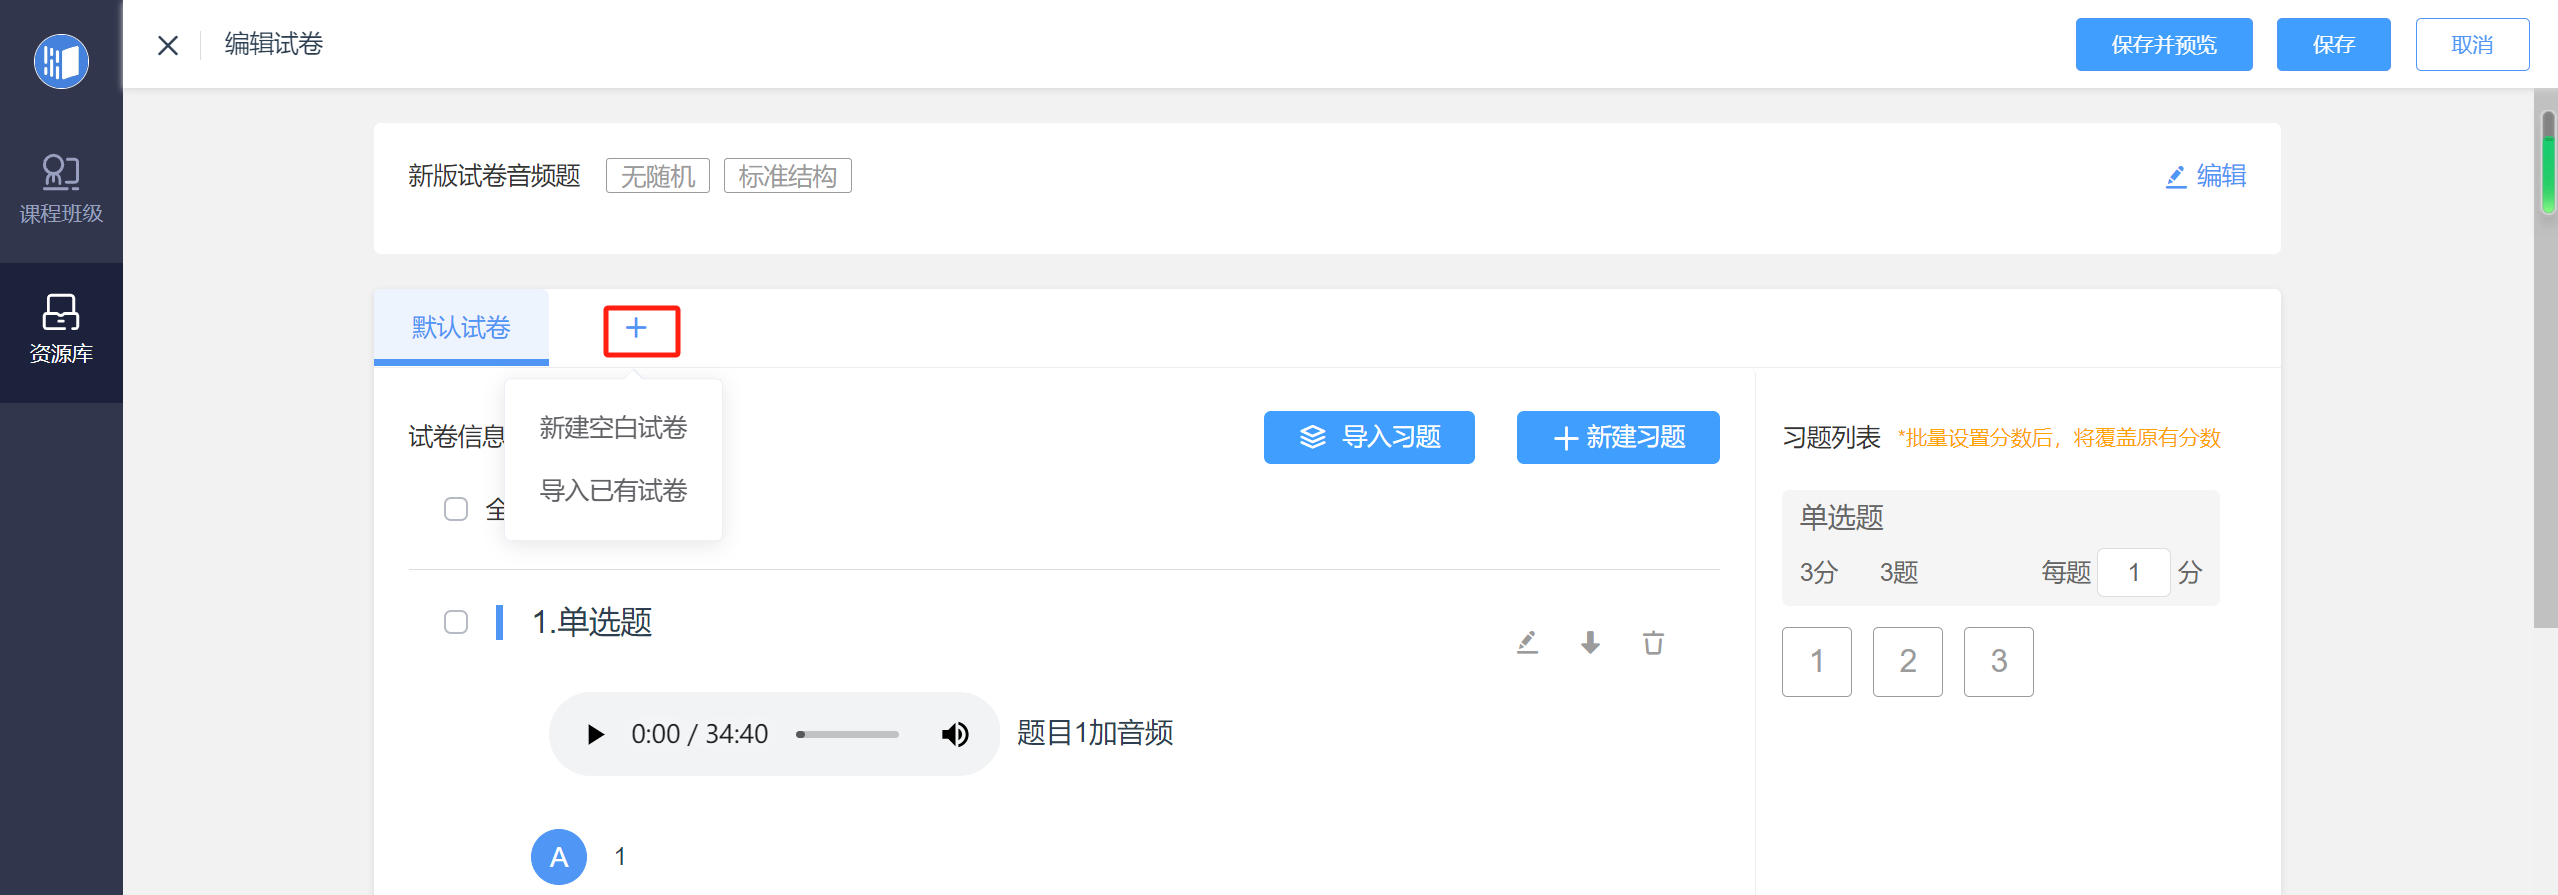 编辑试卷
保存并预览
保存
取消
课程班级
资源库
新版试卷音频题 无随机 标准结构
编辑
默认试卷
新建空白试卷
导入已有试卷
试卷信息
导入习题
新建习题
全
1.单选题
0:00 / 34:40
题目1加音频
A 1
习题列表 *批量设置分数后，将覆盖原有分数
单选题
3分 3题 每题 1 分
1 2 3